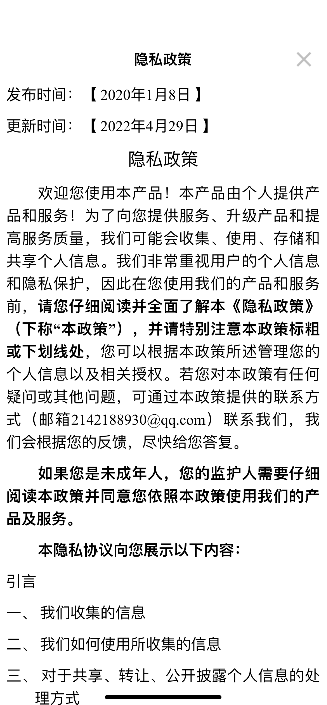 隐私政策
发布时间：【 2020年1月8日 】
更新时间：【 2022年4月29日 】
隐私政策
欢迎您使用本产品！本产品由个人提供产
品和服务！为了向您提供服务、升级产品和提
高服务质量，我们可能会收集、使用、存储和
共享个人信息。我们非常重视用户的个人信息
和隐私保护，因此在您使用我们的产品和服务
前，请您仔细阅读并全面了解本《隐私政策》
（下称“本政策”），并请特别注意本政策标粗
或下划线处，您可以根据本政策所述管理您的
个人信息以及相关授权。若您对本政策有任何
疑问或其他问题，可通过本政策提供的联系方
式（邮箱2142188930@qq.com）联系我们，我
们会根据您的反馈，尽快给您答复。
如果您是未成年人，您的监护人需要仔细
阅读本政策并同意您依照本政策使用我们的产
品及服务。
本隐私协议向您展示以下内容：
引言
一、 我们收集的信息
二、 我们如何使用所收集的信息
三、 对于共享、转让、公开披露个人信息的处
理方式